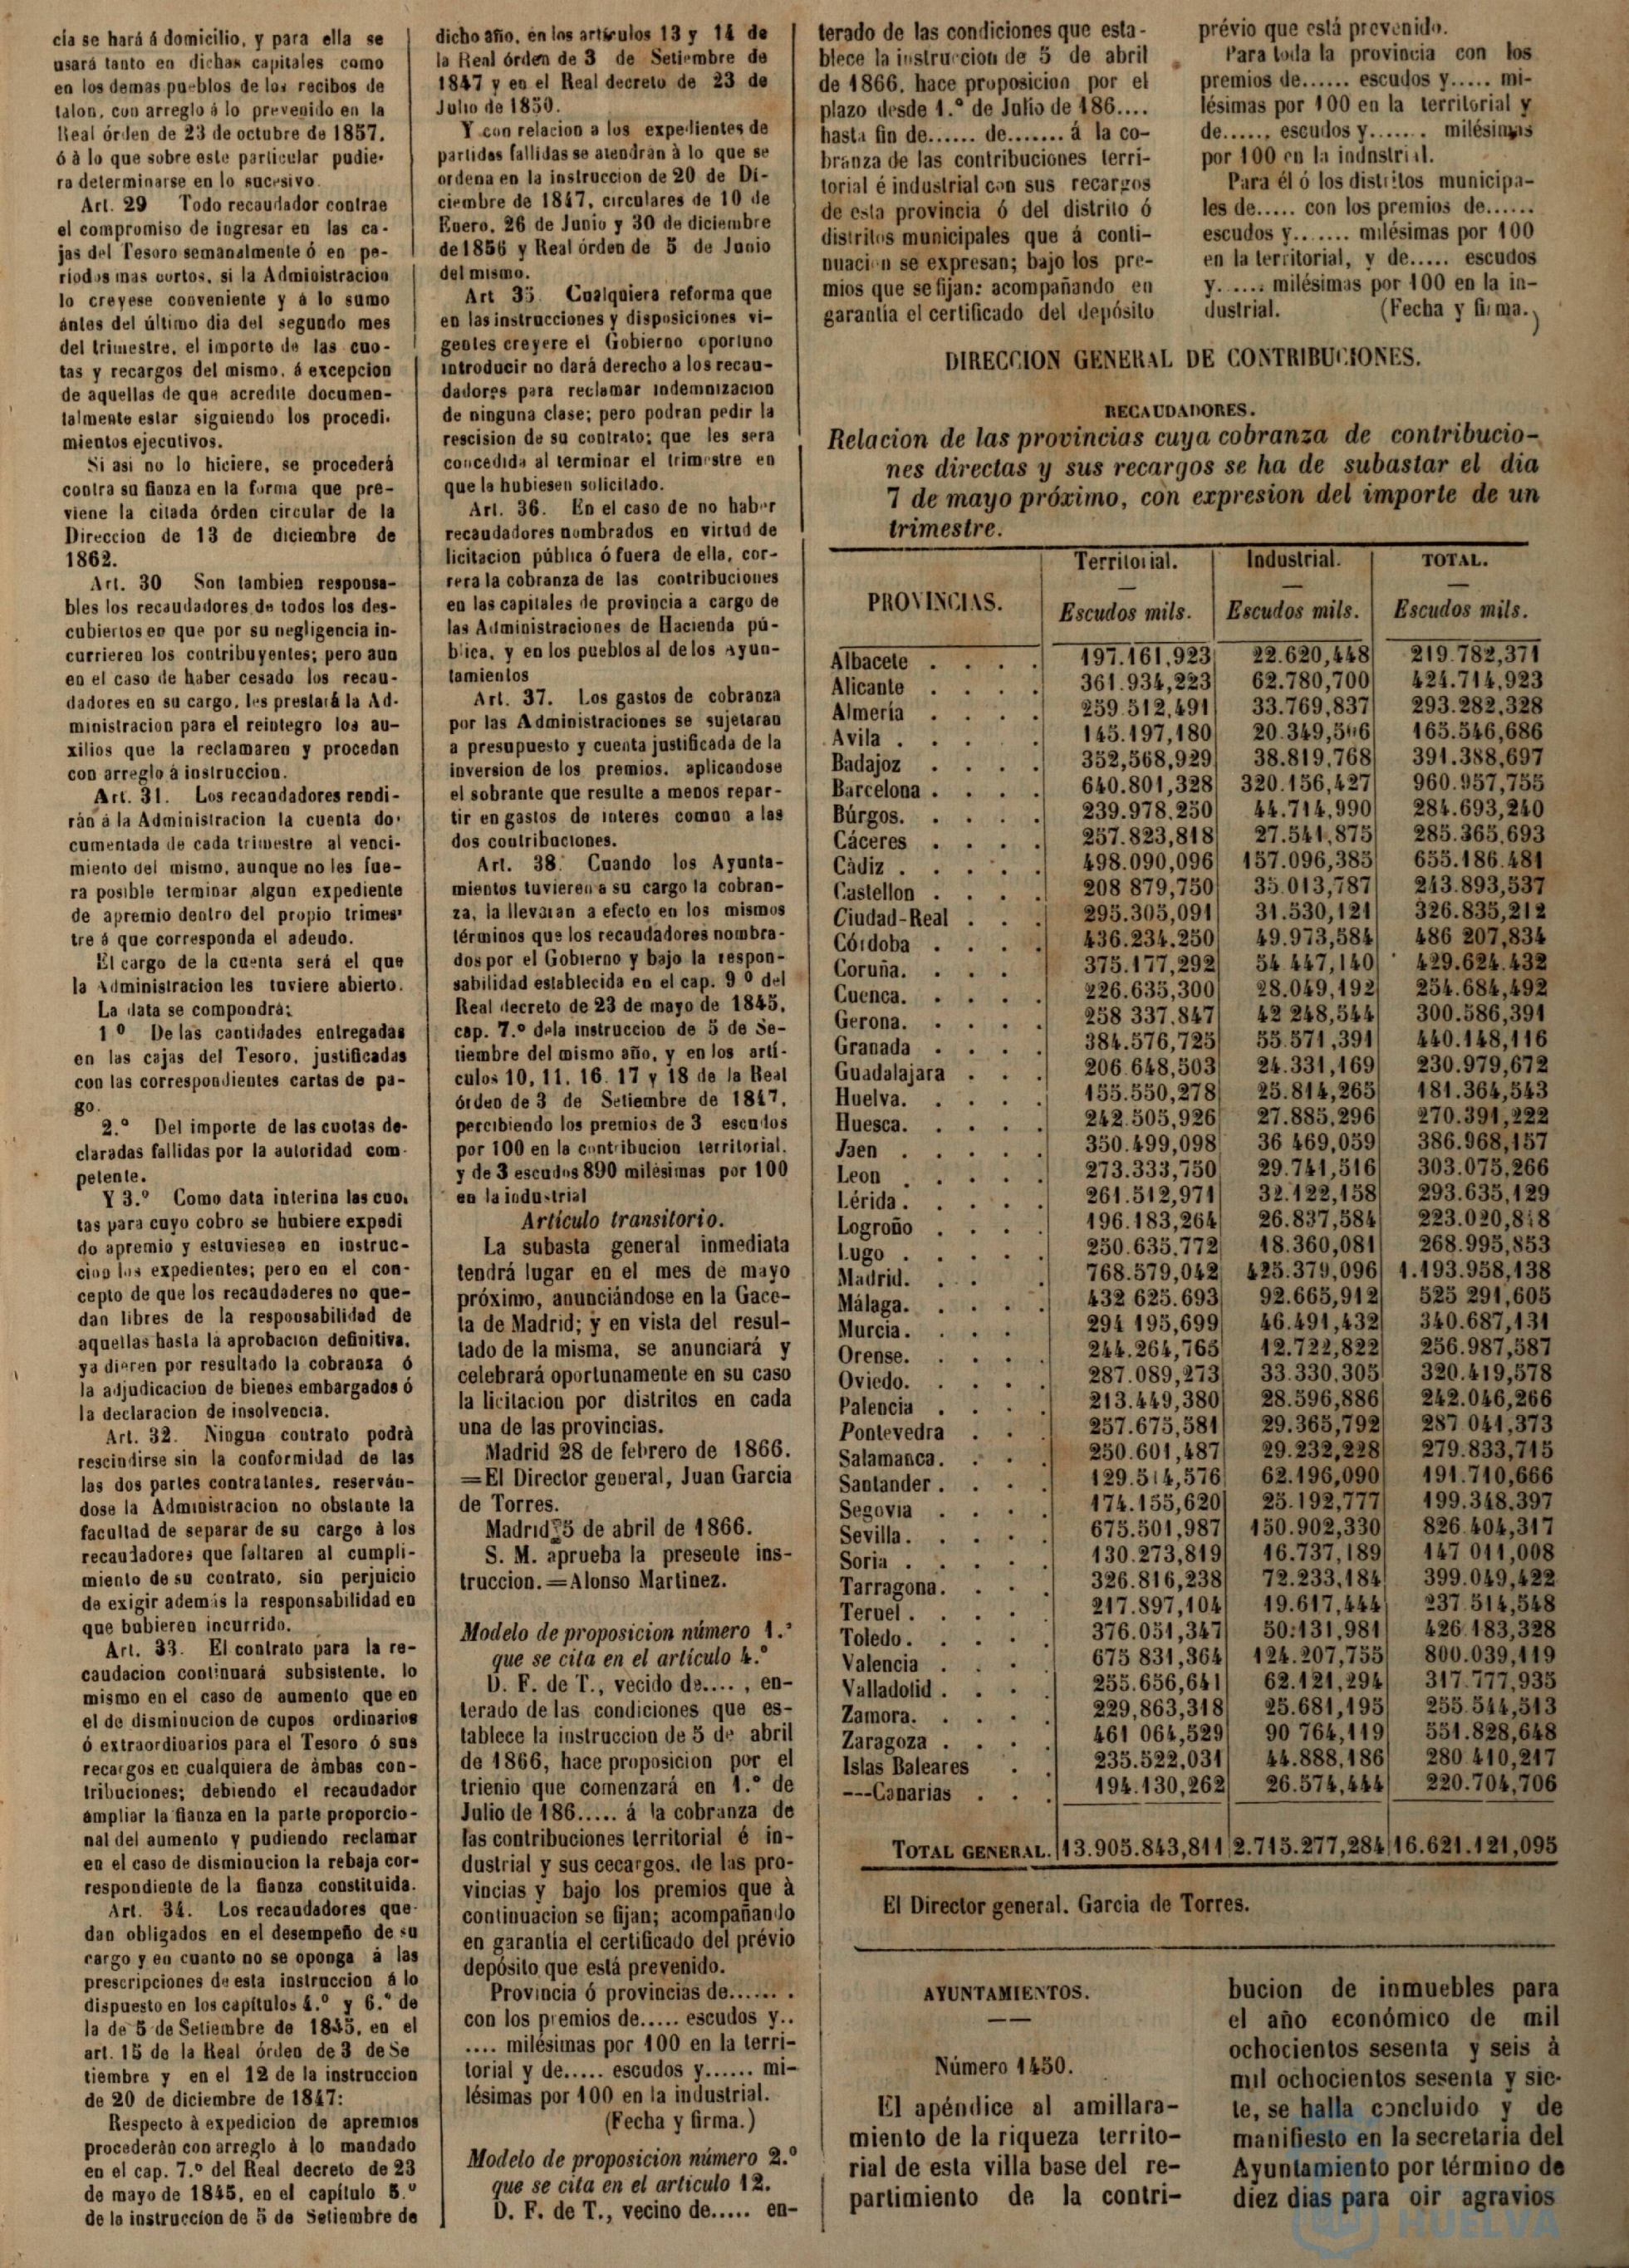 cia se hará á domicilio, y para ella se
usará tanto en dichas capitales como
en los demas pueblos de los recibos de
talon, con arreglo á lo prevenido en la
Real órden de 23 de octubre de 1857,
ó à lo que sobre este particular pudie-
ra determinarse en lo sucesivo.
Art. 29 Todo recaudador contrae
el compromiso de ingresar en las ca-
jas del Tesoro semanalmente ó en pe-
riodos mas cortos, si la Administracion
lo creyese conveniente y á lo sumo
ántes del último dia del segundo mes
del trimestre, el importe de las cuo-
tas y recargos del mismo, á excepcion
de aquellas de que acredite documen-
talmente estar siguiendo los procedi.
mientos ejecutivos.
Si asi no lo hiciere, se procederá
contra su fianza en la forma que pre-
viene la citada órden circular de la
Direccion de 13 de diciembre de
1862.
Art. 30 Son tambien responsa-
bles los recaudadores de todos los des-
cubiertos en que por su negligencia in-
currieren los contribuyentes; pero aun
en el caso de haber cesado los recau-
dadores en su cargo, les prestará la Ad-
ministracion para el reintegro los au-
xilios que la reclamaren y procedan
con arreglo á instruccion.
Art. 31. Los recaudadores rendi-
rán á la Administracion la cuenta do-
cumentada de cada trimestre al venci-
miento del mismo, aunque no les fue-
ra posible terminar algun expediente
de apremio dentro del propio trimes-
tre á que corresponda el adeudo.
El cargo de la cuenta será el que
la Administracion les tuviere abierto.
La data se compondrá:
1º De las cantidades entregadas
en las cajas del Tesoro, justificadas
con las correspondientes cartas de pa-
go.
2.º Del importe de las cuotas de-
claradas fallidas por la autoridad com-
petente.
Y 3.º Como data interina las cuo.
tas para cuyo cobro se hubiere expedi
do apremio y estuviesen en instruc-
cion los expedientes; pero en el con-
cepto de que los recaudaderes no que-
dan libres de la responsabilidad de
aquellas hasta la aprobacion definitiva,
ya dieren por resultado la cobranza ó
la adjudicacion de bienes embargados ó
la declaracion de insolvencia.
Art. 32. Ningun contrato podrà
rescindirse sin la conformidad de las
las dos partes contratantes, reserván-
dose la Administracion no obstante la
facultad de separar de su cargo à los
recaudadores que faltaren al cumpli-
miento de su contrato, sin perjuicio
de exigir además la responsabilidad en
que hubieren incurrido.
Art. 33. El contrato para la re-
caudacion continuará subsistente, lo
mismo en el caso de aumento que en
el de disminucion de cupos ordinarios
ó extraordinarios para el Tesoro ó sus
recargos en cualquiera de ámbas con-
tribuciones; debiendo el recaudador
ampliar la fianza en la parte proporcio-
nal del aumento y pudiendo reclamar
en el caso de disminucion la rebaja cor-
respondiente de la fianza constituida.
Art. 34. Los recaudadores que-
dan obligados en el desempeño de su
cargo y en cuanto no se oponga á las
prescripciones de esta instruccion á lo
dispuesto en los capítulos 4.º y 6.º de
la de 5 de Setiembre de 1845, en el
art. 15 de la Real órden de 3 de Se
tiembre y en el 12 de la instruccion
de 20 de diciembre de 1847:
Respecto à expedicion de apremios
procederán con arreglo à lo mandado
en el cap. 7.º del Real decreto de 23
de mayo de 1845, en el capítulo 5.º
de la instruccion de 5 de Setiembre de
dicho año, en los artículos 13 y 14 de
la Real órden de 3 de Setiembre de
1847 y en el Real decreto de 23 de
Julio de 1850.
Y con relacion a los expedientes de
partidas fallidas se atendrán à lo que se
ordena en la instruccion de 20 de Di-
ciembre de 1847, circulares de 10 de
Enero, 26 de Junio y 30 de diciembre
de 1856 y Real órden de 5 de Junio
del mismo.
Art 35. Cualquiera reforma que
en las instrucciones y disposiciones vi-
gentes creyere el Gobierno oportuno
introducir no dará derecho a los recau-
dadores para reclamar indemnizacion
de ninguna clase; pero podran pedir la
rescision de su contrato; que les sera
concedida al terminar el trimestre en
que la hubiesen solicitado.
Art. 36. En el caso de no haber
recaudadores nombrados en virtud de
licitacion pública ó fuera de ella, cor-
rera la cobranza de las contribuciones
en las capitales de provincia a cargo de
las Administraciones de Hacienda pú-
blica, y en los pueblos al de los Ayun-
tamientos
Art. 37. Los gastos de cobranza
por las Administraciones se sujetaran
a presupuesto y cuenta justificada de la
inversion de los premios, aplicandose
el sobrante que resulte a menos repar-
tir en gastos de interes comun a las
dos contribuciones.
Art. 38. Cuando los Ayunta-
mientos tuvieren a su cargo la cobran-
za, la llevaran a efecto en los mismos
términos que los recaudadores nombra-
dos por el Gobierno y bajo la respon-
sabilidad establecida en el cap. 9º del
Real decreto de 23 de mayo de 1845,
cap. 7.º de la instruccion de 5 de Se-
tiembre del mismo año, y en los artí-
culos 10, 11, 16, 17 y 18 de la Real
órden de 3 de Setiembre de 1847,
percibiendo los premios de 3 escudos
por 100 en la contribucion territorial,
y de 3 escudos 890 milésimas por 100
en la industrial
Artículo transitorio.
La subasta general inmediata
tendrá lugar en el mes de mayo
próximo, anunciándose en la Gace-
ta de Madrid; y en vista del resul-
tado de la misma, se anunciará y
celebrará oportunamente en su caso
la licitacion por distritos en cada
una de las provincias.
Madrid 28 de febrero de 1866.
=El Director general, Juan Garcia
de Torres.
Madrid 5 de abril de 1866.
S. M. aprueba la presente ins-
truccion.=Alonso Martinez.
Modelo de proposicion número 1.º
que se cita en el artículo 4.º
D. F. de T., vecido de...., en-
terado de las condiciones que es-
tablece la instruccion de 5 de abril
de 1866, hace proposicion por el
trienio que comenzará en 1.º de
Julio de 186..... á la cobranza de
las contribuciones territorial é in-
dustrial y sus cecargos, de las pro-
vincias y bajo los premios que à
continuacion se fijan; acompañando
en garantia el certificado del prévio
depósito que está prevenido.
Provincia ó provincias de.......
con los premios de..... escudos y..
.... milésimas por 100 en la terri-
torial y de..... escudos y...... mi-
lésimas por 100 en la industrial.
(Fecha y firma.)
Modelo de proposicion número 2.º
que se cita en el articulo 12.
D. F. de T., vecino de..... en-
terado de las condiciones que esta-
blece la instruccion de 5 de abril
de 1866, hace proposicion por el
plazo desde 1.º de Julio de 186....
hasta fin de...... de........ á la co-
branza de las contribuciones terri-
torial é industrial con sus recargos
de esta provincia ó del distrito ó
distritos municipales que á conti-
nuacion se expresan; bajo los pre-
mios que se fijan: acompañando en
garantia el certificado del depósito
prévio que está prevenido.
Para toda la provincia con los
premios de...... escudos y..... mi-
lésimas por 100 en la territorial y
de...... escudos y....... milésimas
por 100 en la industrial.
Para él ó los distritos municipa-
les de..... con los premios de......
escudos y....... milésimas por 100
en la territorial, y de..... escudos
y...... milésimas por 100 en la in-
dustrial. (Fecha y firma.)
DIRECCION GENERAL DE CONTRIBUCIONES.
RECAUDADORES.
Relacion de las provincias cuya cobranza de contribucio-
nes directas y sus recargos se ha de subastar el dia
7 de mayo próximo, con expresion del importe de un
trimestre.
PROVINCIAS. Territorial. Industrial. TOTAL.
Escudos mils. Escudos mils. Escudos mils.
Albacete . . . . 197.161,923 22.620,448 219.782,371
Alicante . . . . 361.934,223 62.780,700 424.714,923
Almería . . . . 259.512,491 33.769,837 293.282,328
Avila . . . . 145.197,180 20.349,506 165.546,686
Badajoz . . . . 352,568,929 38.819,768 391.388,697
Barcelona . . . . 640.801,328 320.156,427 960.957,755
Búrgos. . . . . 239.978,250 44.714,990 284.693,240
Cáceres . . . . 257.823,818 27.541,875 285.365,693
Càdiz . . . . . 498.090,096 157.096,385 655.186.481
Castellon . . . . 208 879,750 35.013,787 243.893,537
Ciudad-Real . . . 295.305,091 31.530,121 326.835,212
Córdoba . . . . 436.234,250 49.973,584 486 207,834
Coruña. . . . . 375.177,292 54 447,140 429.624.432
Cuenca. . . . . 226.635,300 28.049,192 254.684,492
Gerona. . . . . 258 337,847 42 248,544 300.586,391
Granada . . . . 384.576,725 55.571,391 440.148,116
Guadalajara . . . 206.648,503 24.331,169 230.979,672
Huelva. . . . . 155.550,278 25.814,265 181.364,543
Huesca. . . . . 242.505,926 27.885,296 270.391,222
Jaen . . . . . 350.499,098 36 469,059 386.968,157
Leon . . . . . 273.333,750 29.741,516 303.075,266
Lérida . . . . . 261.512,971 32.122,158 293.635,129
Logroño . . . . 196.183,264 26.837,584 223.020,848
Lugo . . . . . 250.635,772 18.360,081 268.995,853
Madrid. . . . . 768.579,042 425.379,096 1.193.958,138
Málaga. . . . . 432 625.693 92.665,912 525 291,605
Murcia . . . . 294 195,699 46.491,432 340.687,131
Orense. . . . . 244.264,765 12.722,822 256.987,587
Oviedo. . . . . 287.089,273 33.330,305 320.419,578
Palencia . . . . 213.449,380 28.596,886 242.046,266
Pontevedra . . . 257.675,581 29.365,792 287 041,373
Salamanca. . . . 250.601,487 29.232,228 279.833,715
Santander . . . . 129.514,576 62.196,090 191.710,666
Segovia . . . . 174.155,620 25.192,777 199.348,397
Sevilla. . . . . 675.501,987 150.902,330 826.404,317
Soria . . . . . 130.273,819 16.737,189 147 011,008
Tarragona. . . . 326.816,238 72.233,184 399.049,422
Teruel . . . . . 217.897,104 19.617,444 237.514,548
Toledo. . . . . 376.051,347 50:131,981 426.183,328
Valencia . . . . 675 831,364 124.207,755 800.039,119
Valladolid . . . . 255.656,641 62.121,294 317.777,935
Zamora. . . . . 229,863,318 25.681,195 255.544,513
Zaragoza . . . . 461 064,529 90 764,119 551.828,648
Islas Baleares . . 235.522,031 44.888,186 280.410,217
---Canarias . . . 194.130,262 26.574,444 220.704,706
TOTAL GENERAL. 13.905.843,811 2.715.277,284 16.621.121,095
El Director general. Garcia de Torres.
AYUNTAMIENTOS.
Número 1450.
El apéndice al amillara-
miento de la riqueza territo-
rial de esta villa base del re-
partimiento de la contri-
bucion de inmuebles para
el año económico de mil
ochocientos sesenta y seis à
mil ochocientos sesenta y sie-
te, se halla concluido y de
manifiesto en la secretaria del
Ayuntamiento por término de
diez dias para oir agravios
HUELVA